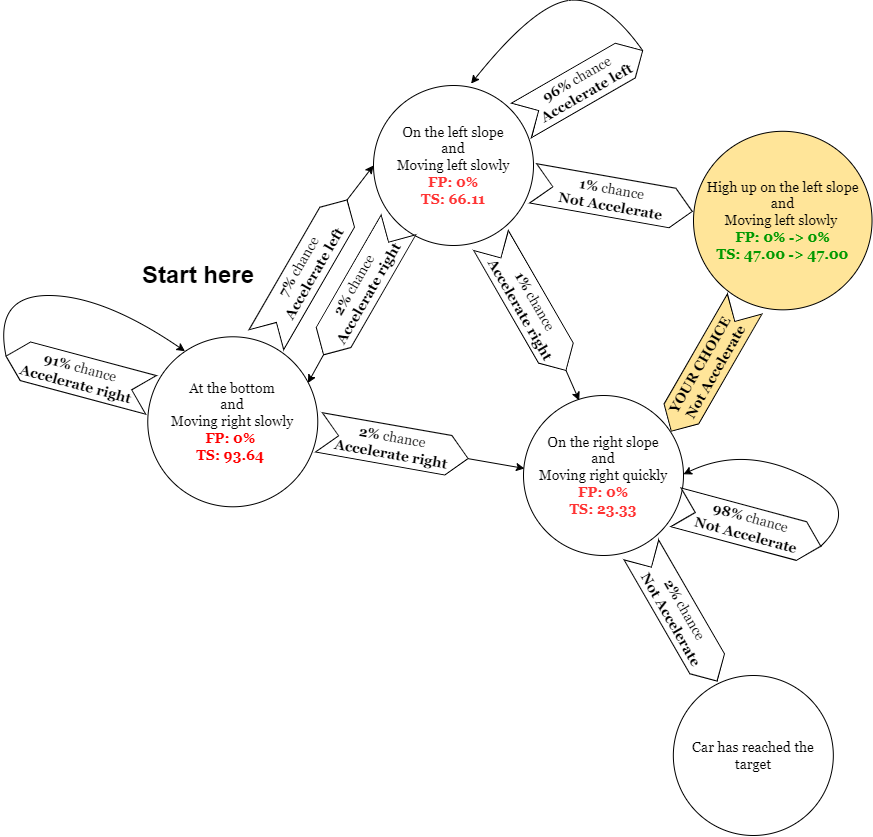 96% chance
Accelerate left
On the left slope
and
Moving left slowly
FP: 0%
TS: 66.11
1% chance
Not Accelerate
High up on the left slope
and
Moving left slowly
FP: 0% -> 0%
TS: 47.00 -> 47.00
Start here
7% chance
Accelerate left
2% chance
Accelerate right
1% chance
Accelerate right
YOUR CHOICE
Not Accelerate
91% chance
Accelerate right
At the bottom
and
Moving right slowly
FP: 0%
TS: 93.64
2% chance
Accelerate right
On the right slope
and
Moving right quickly
FP: 0%
TS: 23.33
98% chance
Not Accelerate
2% chance
Not Accelerate
Car has reached the
target